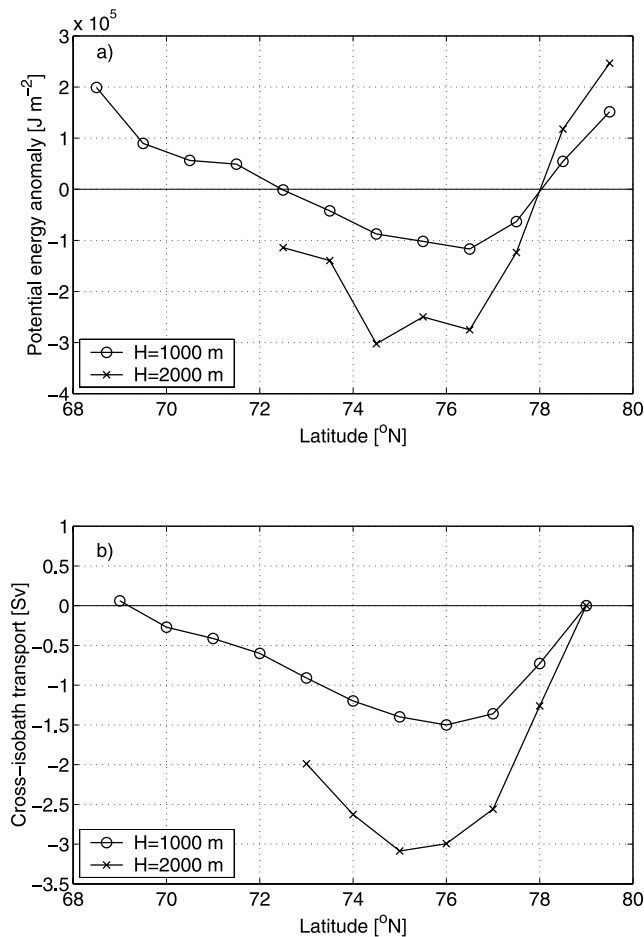 x 10⁵
a)
3
2
1
0
−1
−2
−3
−4
Potential energy anomaly [J m⁻²]
H=1000 m
H=2000 m
68 70 72 74 76 78 80
Latitude [°N]
b)
1
0.5
0
−0.5
−1
−1.5
−2
−2.5
−3
−3.5
Cross−isobath transport [Sv]
H=1000 m
H=2000 m
68 70 72 74 76 78 80
Latitude [°N]